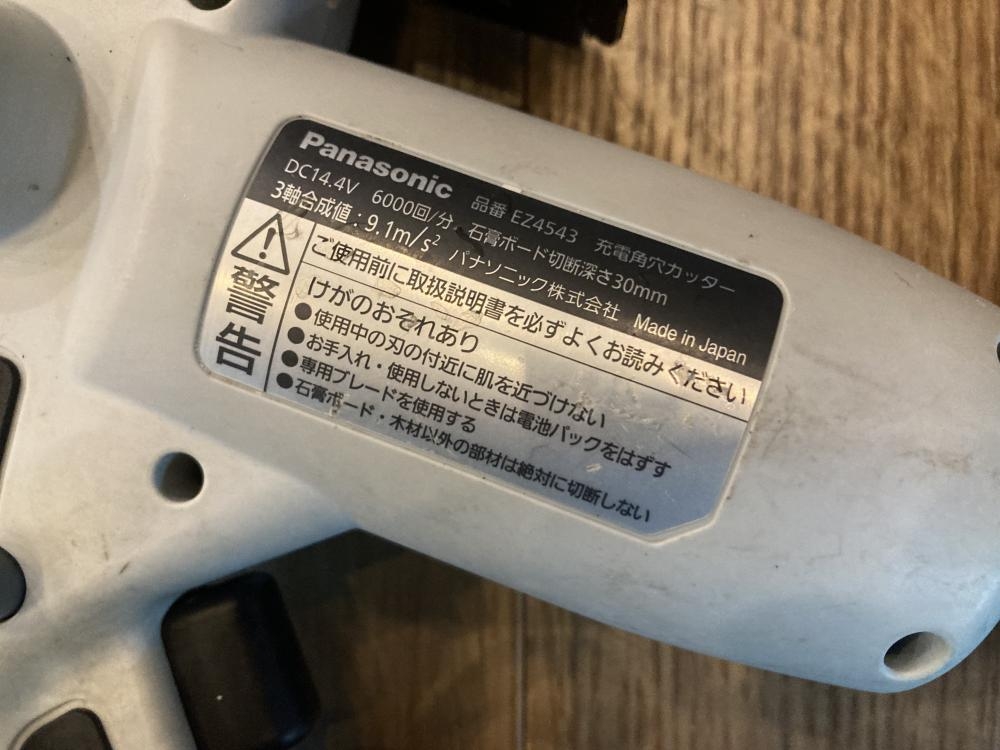 Panasonic 品番 EZ4543 充電角穴カッター
DC14.4V 6000回/分 石膏ボード切断深さ30mm
3軸合成値:9.1m/s² パナソニック株式会社 Made in Japan
警告
ご使用前に取扱説明書を必ずよくお読みください
けがのおそれあり
●使用中の刃の付近に肌を近づけない
●お手入れ・使用しないときは電池パックをはずす
●専用ブレードを使用する
●石膏ボード・木材以外の部材は絶対に切断しない